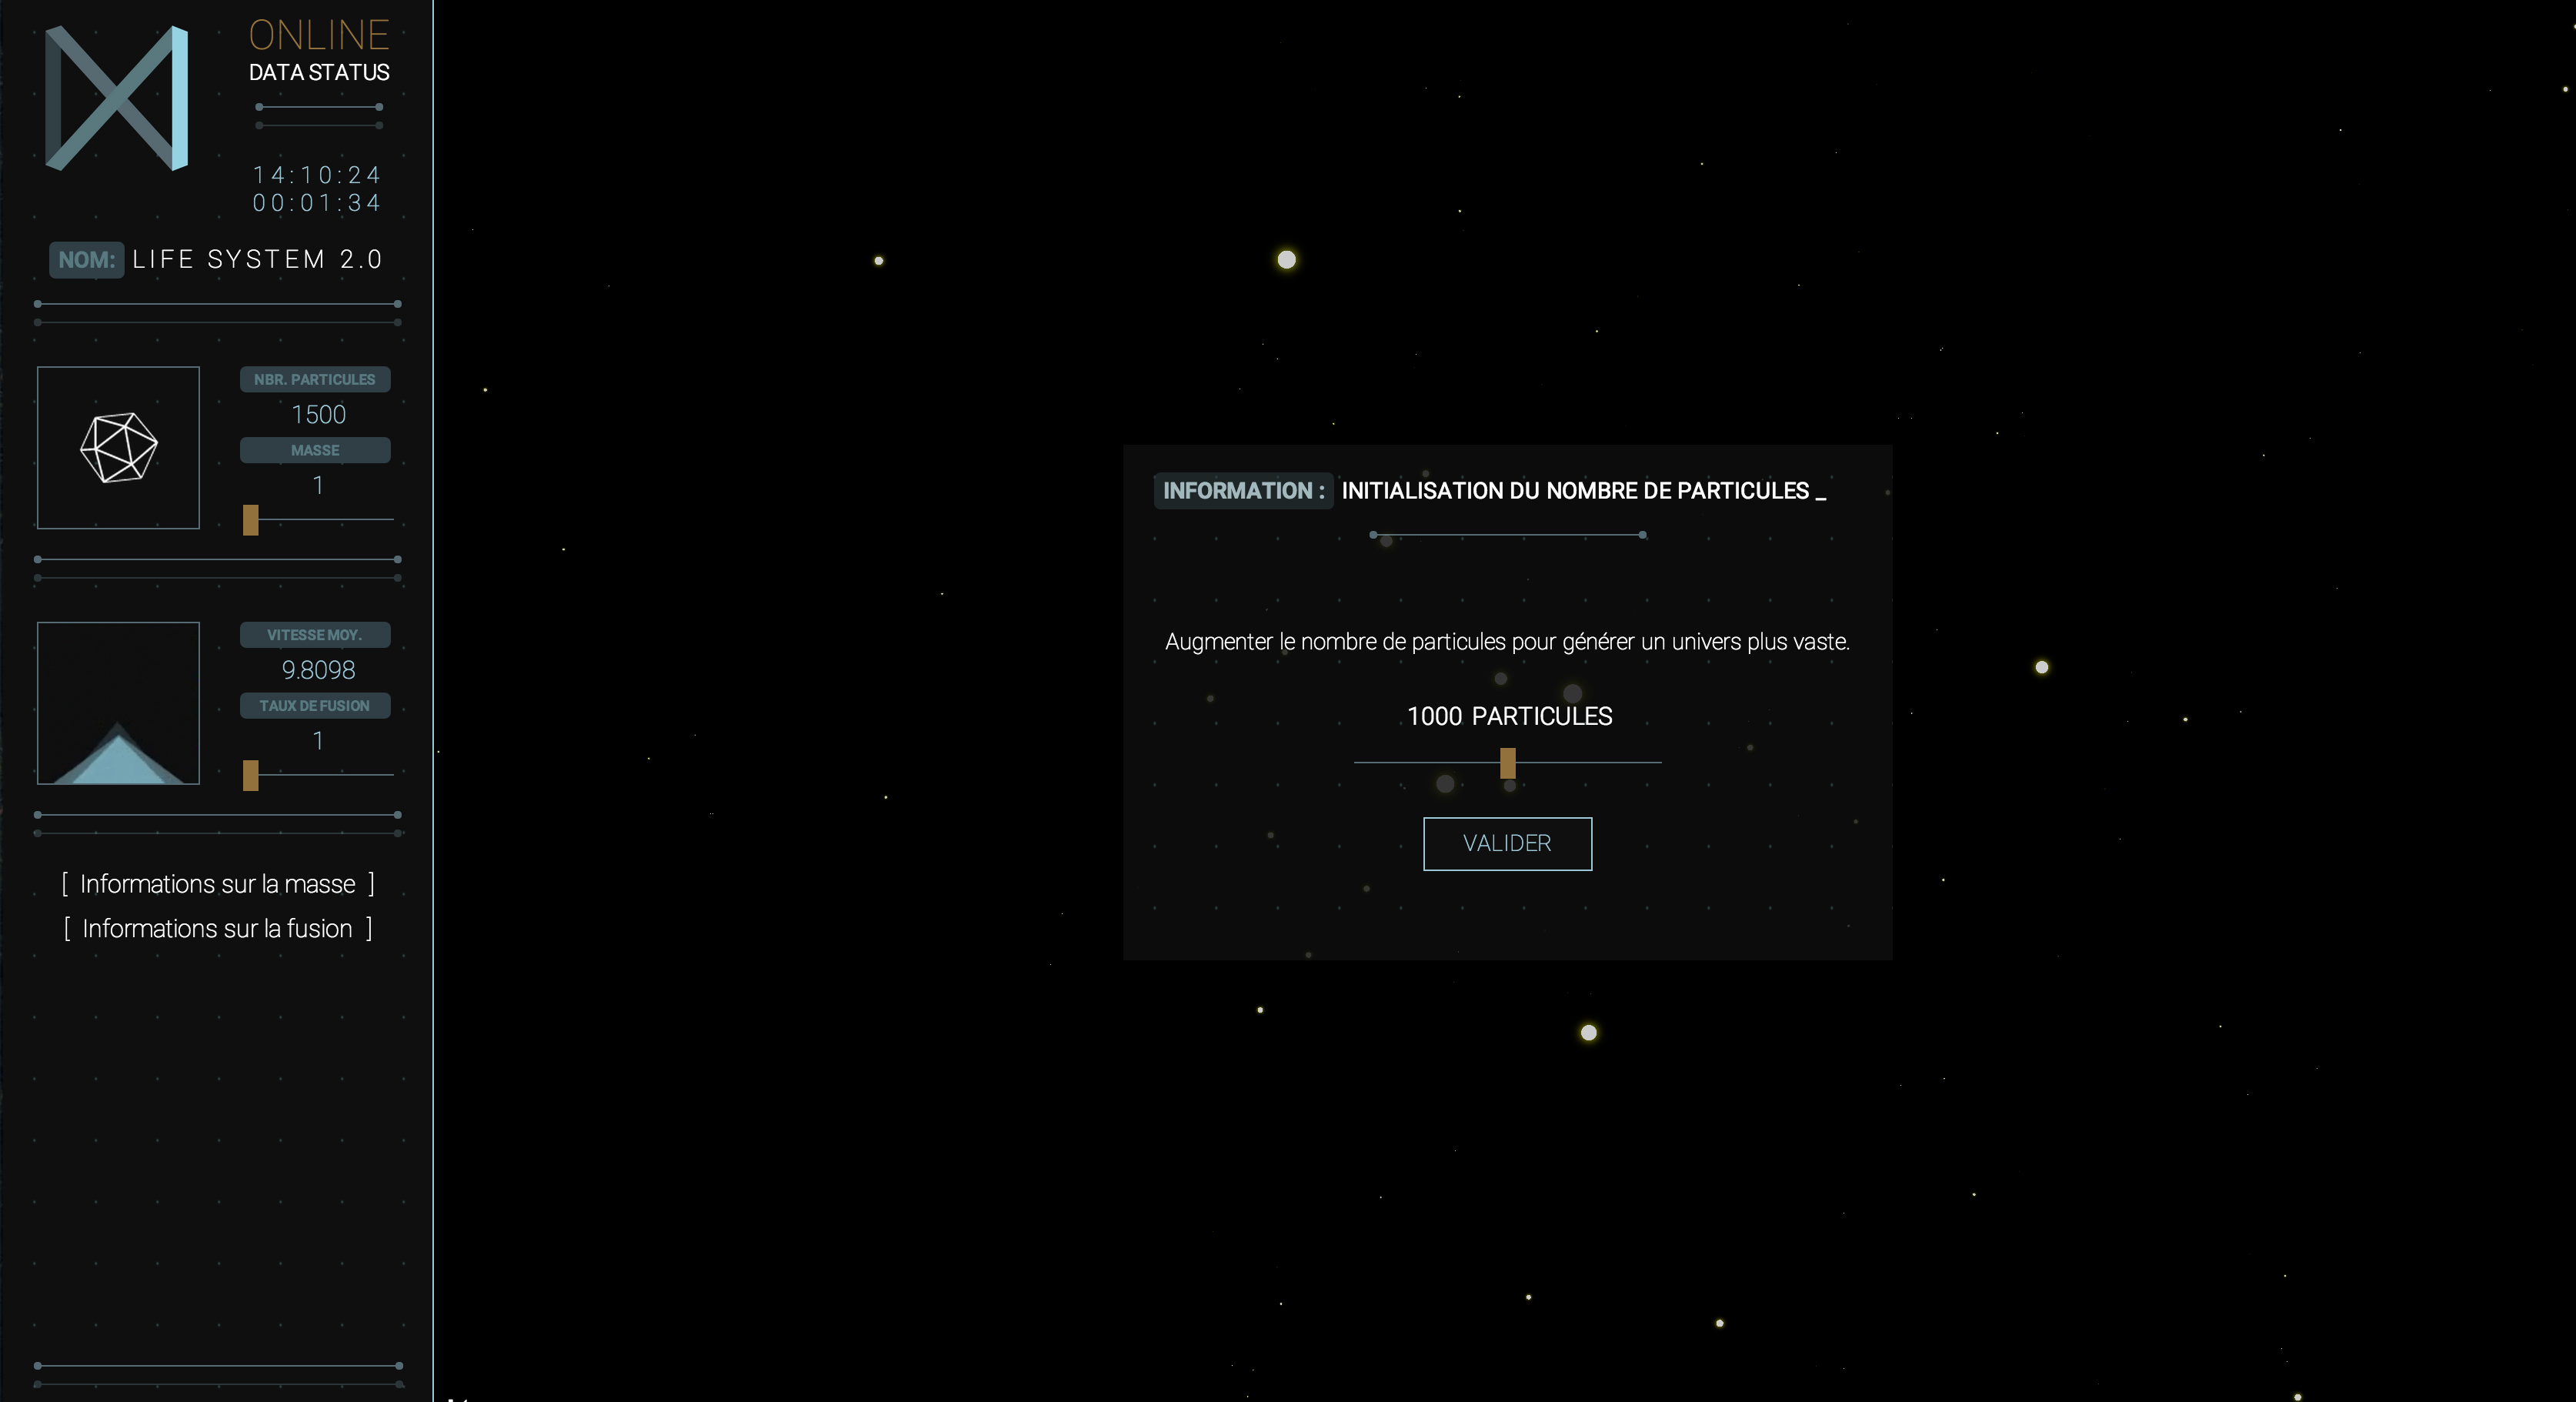 ONLINE
DATA STATUS
14:10:24
00:01:34
NOM: LIFE SYSTEM 2.0
NBR. PARTICULES
1500
MASSE
1
VITESSE MOY.
9.8098
TAUX DE FUSION
1
[ Informations sur la masse ]
[ Informations sur la fusion ]
INFORMATION : INITIALISATION DU NOMBRE DE PARTICULES _
Augmenter le nombre de particules pour générer un univers plus vaste.
1000 PARTICULES
VALIDER